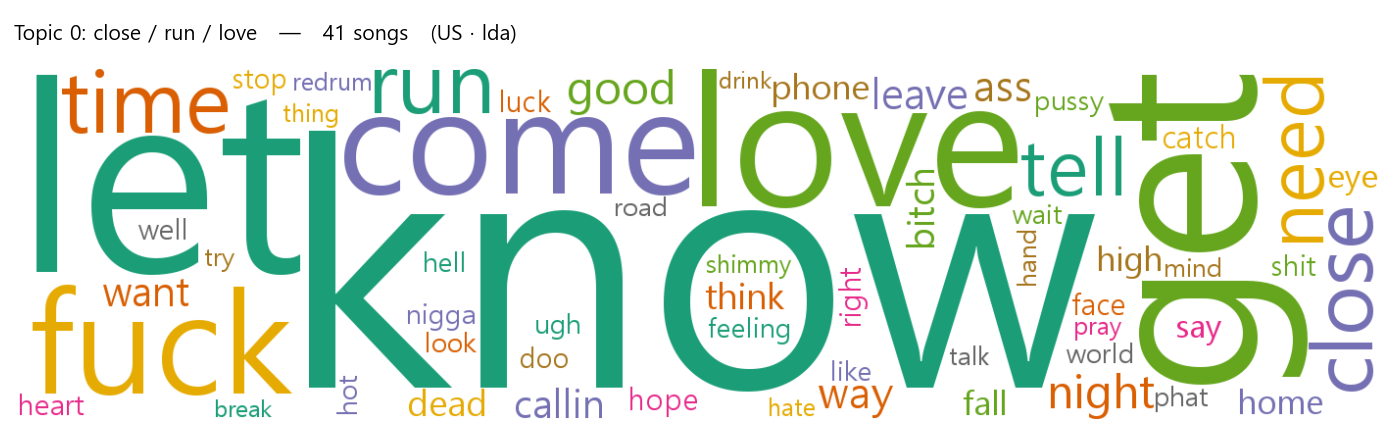 Topic 0: close / run / love — 41 songs (US · lda)
let time stop redrum run luck good love drink phone leave ass pussy get need
thing come tell catch eye
well try know road bitch wait hand high mind shit close
hell shimmy think feeling right face pray say
want fuck nigga look ugh doo talk world
heart break hot dead callin hope hate like way fall night phat home